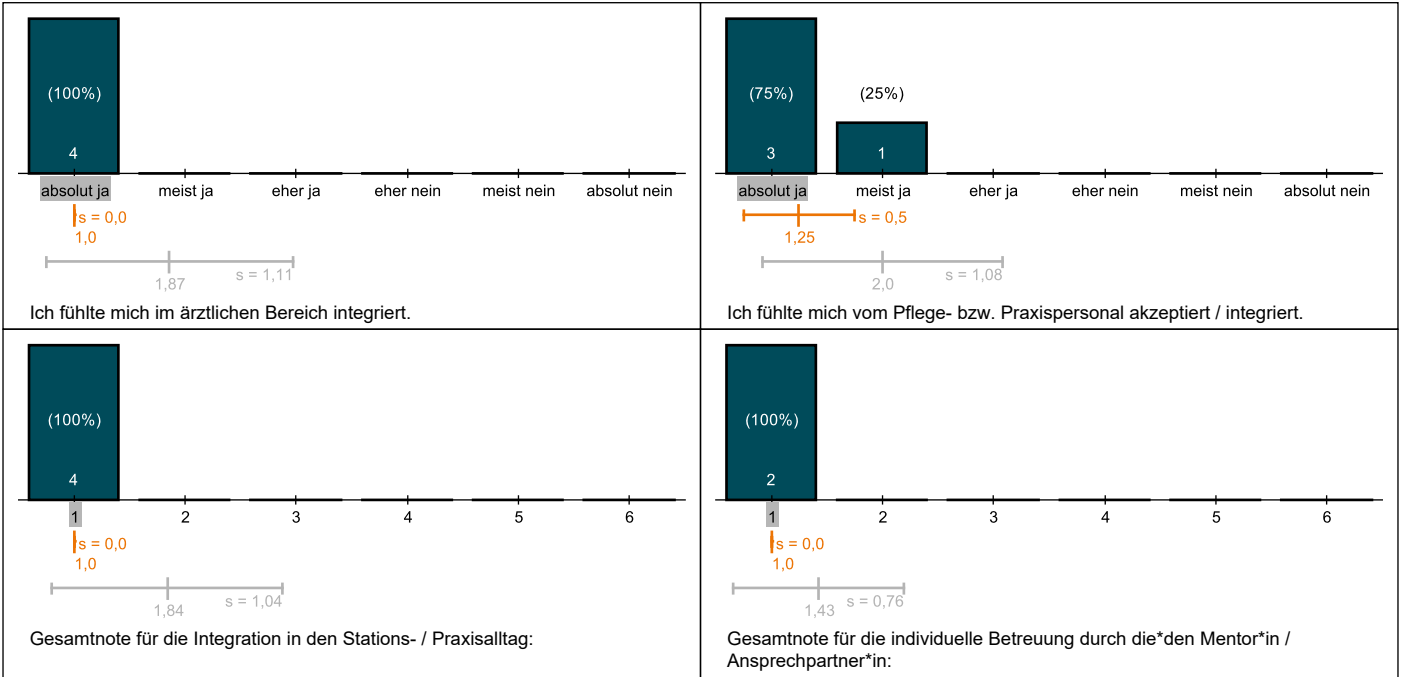 (100%)
4
absolut ja meist ja eher ja eher nein meist nein absolut nein
s = 0,0
1,0
s = 1,11
1,87
Ich fühlte mich im ärztlichen Bereich integriert.
(75%) (25%)
3 1
absolut ja meist ja eher ja eher nein meist nein absolut nein
s = 0,5
1,25
s = 1,08
2,0
Ich fühlte mich vom Pflege- bzw. Praxispersonal akzeptiert / integriert.
(100%)
4
1 2 3 4 5 6
s = 0,0
1,0
s = 1,04
1,84
Gesamtnote für die Integration in den Stations- / Praxisalltag:
(100%)
2
1 2 3 4 5 6
s = 0,0
1,0
s = 0,76
1,43
Gesamtnote für die individuelle Betreuung durch die*den Mentor*in /
Ansprechpartner*in: